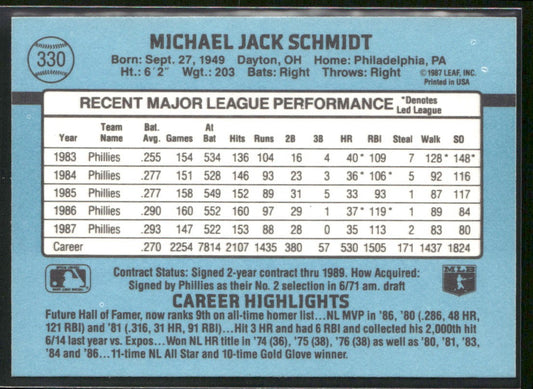 330
MICHAEL JACK SCHMIDT
Born: Sept. 27, 1949 Dayton, OH Home: Philadelphia, PA
Ht.: 6'2" Wgt.: 203 Bats: Right Throws: Right
©1987 LEAF, INC.
Printed in USA
RECENT MAJOR LEAGUE PERFORMANCE *Denotes Led League
Year Team Name Bat. Avg. Games At Bat Hits Runs 2B 3B HR RBI Steal Walk SO
1983 Phillies .255 154 534 136 104 16 4 40* 109 7 128* 148*
1984 Phillies .277 151 528 146 93 23 3 36* 106* 5 92 116
1985 Phillies .277 158 549 152 89 31 5 33 93 1 87 117
1986 Phillies .290 160 552 160 97 29 1 37* 119* 1 89 84
1987 Phillies .293 147 522 153 88 28 0 35 113 2 83 80
Career .270 2254 7814 2107 1435 380 57 530 1505 171 1437 1824
Contract Status: Signed 2-year contract thru 1989. How Acquired:
Signed by Phillies as their No. 2 selection in 6/71 am. draft
MLB
CAREER HIGHLIGHTS
Future Hall of Famer, now ranks 9th on all-time homer list...NL MVP in '86, '80 (.286, 48 HR,
121 RBI) and '81 (.316, 31 HR, 91 RBI)...Hit 3 HR and had 6 RBI and collected his 2,000th hit
6/14 last year vs. Expos...Won NL HR title in '74 (36), '75 (38), '76 (38) as well as '80, '81, '83,
'84 and '86...11-time NL All Star and 10-time Gold Glove winner.